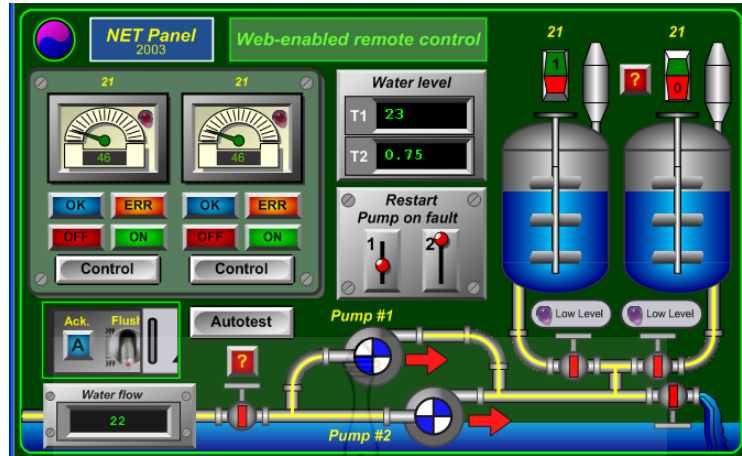 NET Panel
2003
Web-enabled remote control
21
21
21
21
Water level
T1 23
T2 0.75
1
0
?
46
46
OK ERR OK ERR
OFF ON OFF ON
Control Control
Restart
Pump on fault
1 2
Low Level Low Level
Ack. Flush
ON
OFF
A
Autotest
Pump #1
?
Water flow
22
Pump #2